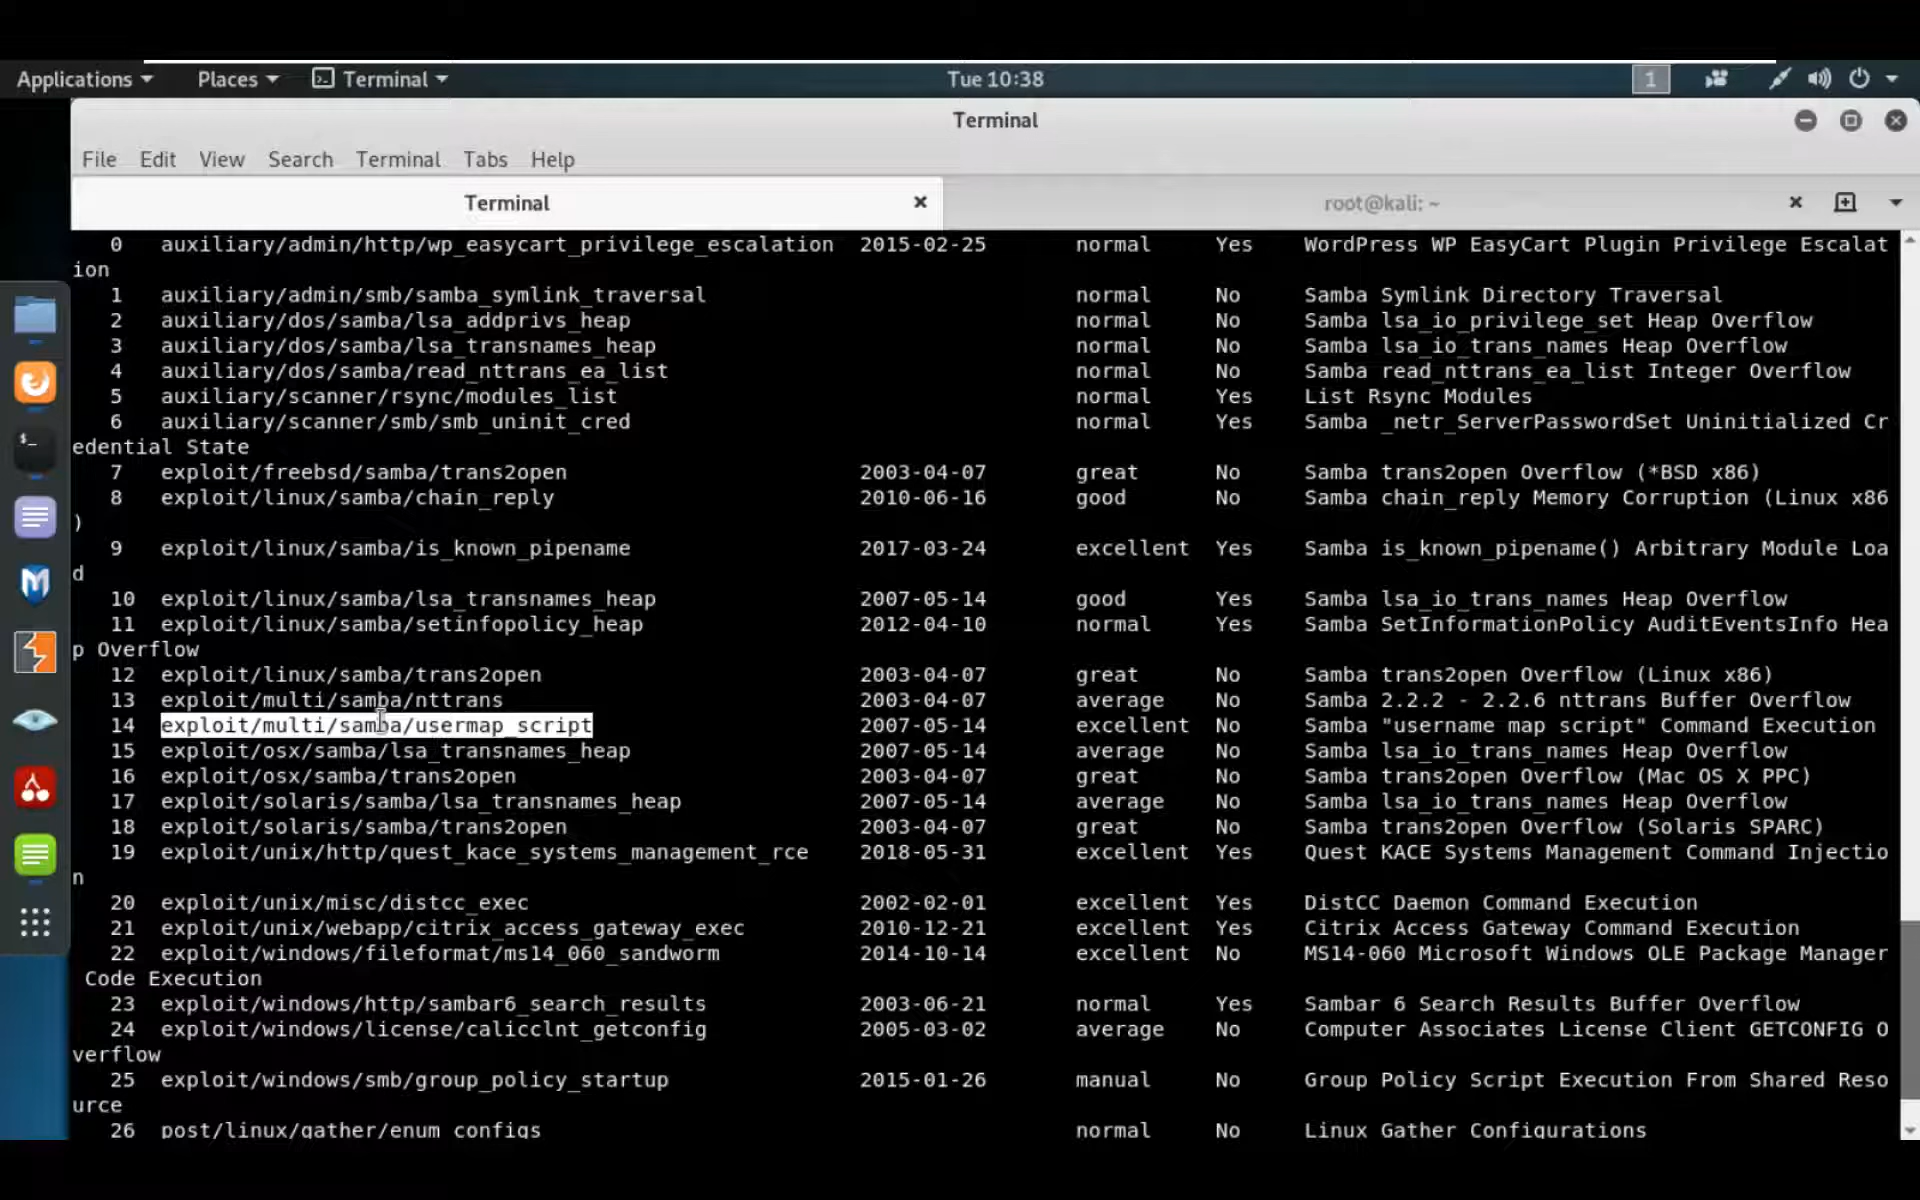 Applications Places Terminal Tue 10:38 1
Terminal
File Edit View Search Terminal Tabs Help
Terminal root@kali: ~
0 auxiliary/admin/http/wp_easycart_privilege_escalation 2015-02-25 normal Yes WordPress WP EasyCart Plugin Privilege Escalat
ion
1 auxiliary/admin/smb/samba_symlink_traversal normal No Samba Symlink Directory Traversal
2 auxiliary/dos/samba/lsa_addprivs_heap normal No Samba lsa_io_privilege_set Heap Overflow
3 auxiliary/dos/samba/lsa_transnames_heap normal No Samba lsa_io_trans_names Heap Overflow
4 auxiliary/dos/samba/read_nttrans_ea_list normal No Samba read_nttrans_ea_list Integer Overflow
5 auxiliary/scanner/rsync/modules_list normal Yes List Rsync Modules
6 auxiliary/scanner/smb/smb_uninit_cred normal Yes Samba _netr_ServerPasswordSet Uninitialized Cr
edential State
7 exploit/freebsd/samba/trans2open 2003-04-07 great No Samba trans2open Overflow (*BSD x86)
8 exploit/linux/samba/chain_reply 2010-06-16 good No Samba chain_reply Memory Corruption (Linux x86
)
9 exploit/linux/samba/is_known_pipename 2017-03-24 excellent Yes Samba is_known_pipename() Arbitrary Module Loa
d
10 exploit/linux/samba/lsa_transnames_heap 2007-05-14 good Yes Samba lsa_io_trans_names Heap Overflow
11 exploit/linux/samba/setinfopolicy_heap 2012-04-10 normal Yes Samba SetInformationPolicy AuditEventsInfo Hea
p Overflow
12 exploit/linux/samba/trans2open 2003-04-07 great No Samba trans2open Overflow (Linux x86)
13 exploit/multi/samba/nttrans 2003-04-07 average No Samba 2.2.2 - 2.2.6 nttrans Buffer Overflow
14 exploit/multi/samba/usermap_script 2007-05-14 excellent No Samba "username map script" Command Execution
15 exploit/osx/samba/lsa_transnames_heap 2007-05-14 average No Samba lsa_io_trans_names Heap Overflow
16 exploit/osx/samba/trans2open 2003-04-07 great No Samba trans2open Overflow (Mac OS X PPC)
17 exploit/solaris/samba/lsa_transnames_heap 2007-05-14 average No Samba lsa_io_trans_names Heap Overflow
18 exploit/solaris/samba/trans2open 2003-04-07 great No Samba trans2open Overflow (Solaris SPARC)
19 exploit/unix/http/quest_kace_systems_management_rce 2018-05-31 excellent Yes Quest KACE Systems Management Command Injectio
n
20 exploit/unix/misc/distcc_exec 2002-02-01 excellent Yes DistCC Daemon Command Execution
21 exploit/unix/webapp/citrix_access_gateway_exec 2010-12-21 excellent Yes Citrix Access Gateway Command Execution
22 exploit/windows/fileformat/ms14_060_sandworm 2014-10-14 excellent No MS14-060 Microsoft Windows OLE Package Manager
Code Execution
23 exploit/windows/http/sambar6_search_results 2003-06-21 normal Yes Sambar 6 Search Results Buffer Overflow
24 exploit/windows/license/calicclnt_getconfig 2005-03-02 average No Computer Associates License Client GETCONFIG O
verflow
25 exploit/windows/smb/group_policy_startup 2015-01-26 manual No Group Policy Script Execution From Shared Reso
urce
26 post/linux/gather/enum_configs normal No Linux Gather Configurations